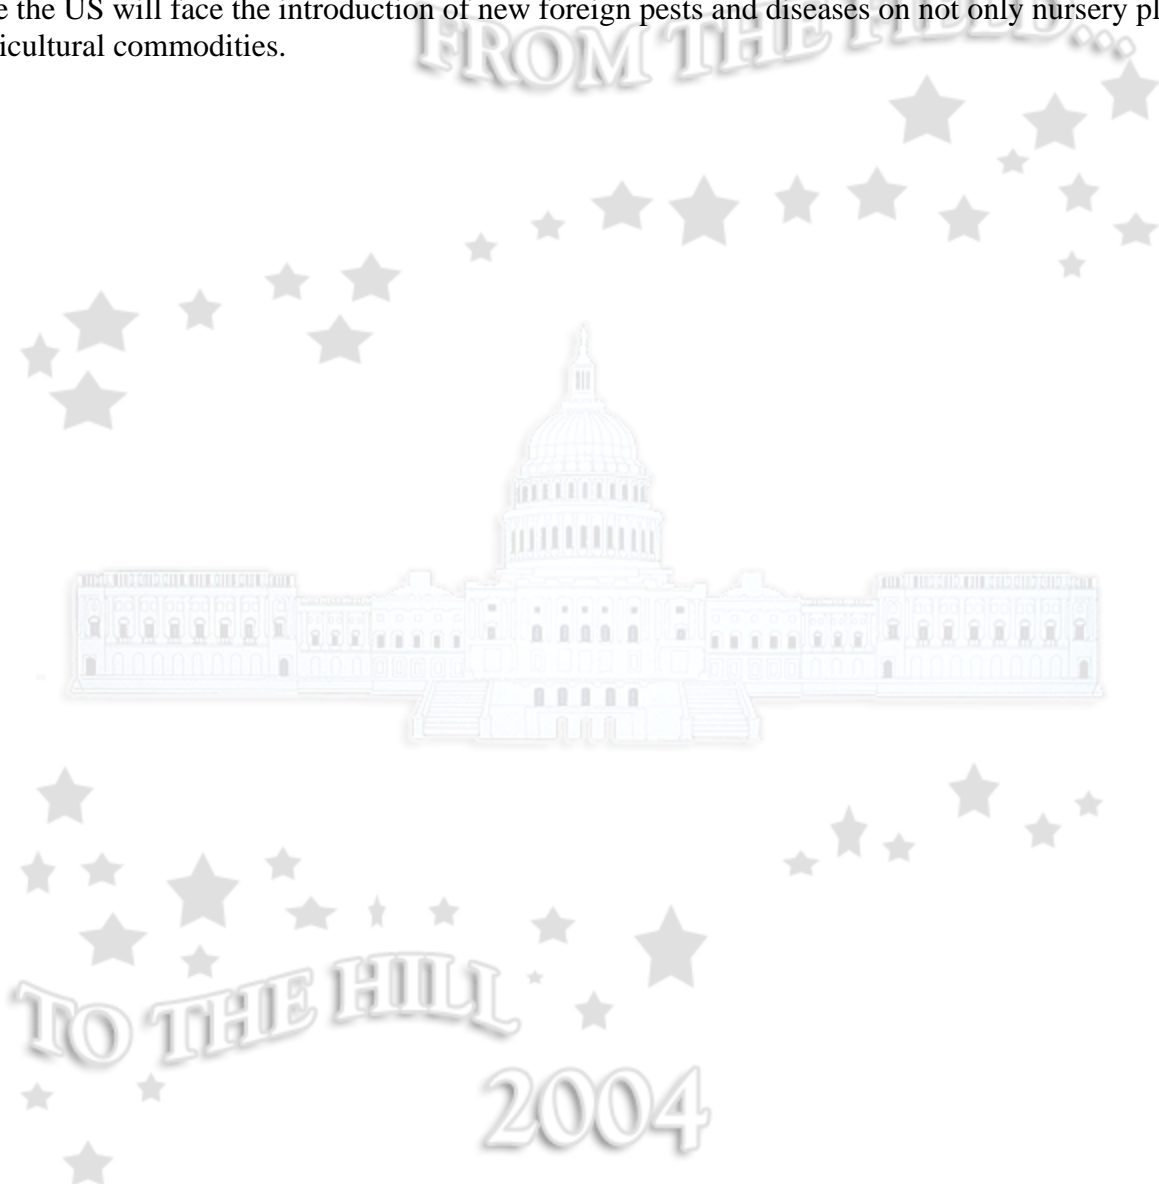 e the US will face the introduction of new foreign pests and diseases on not only nursery pl
icultural commodities.
FROM THE FIELD...
TO THE HILL
2004